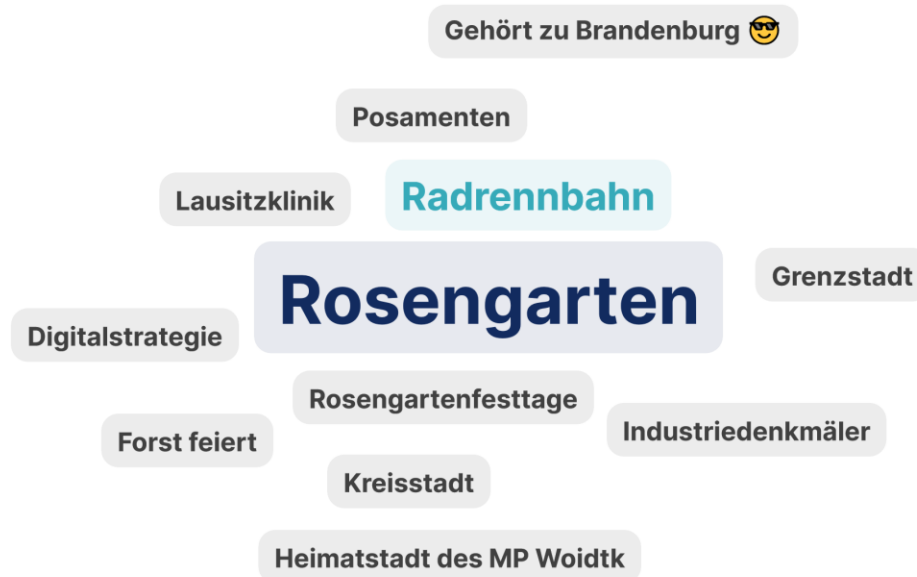 Gehört zu Brandenburg 😎
Posamenten
Lausitzklinik
Radrennbahn
Rosengarten
Grenzstadt
Digitalstrategie
Rosengartenfesttage
Forst feiert
Industriedenkmäler
Kreisstadt
Heimatstadt des MP Woidtk